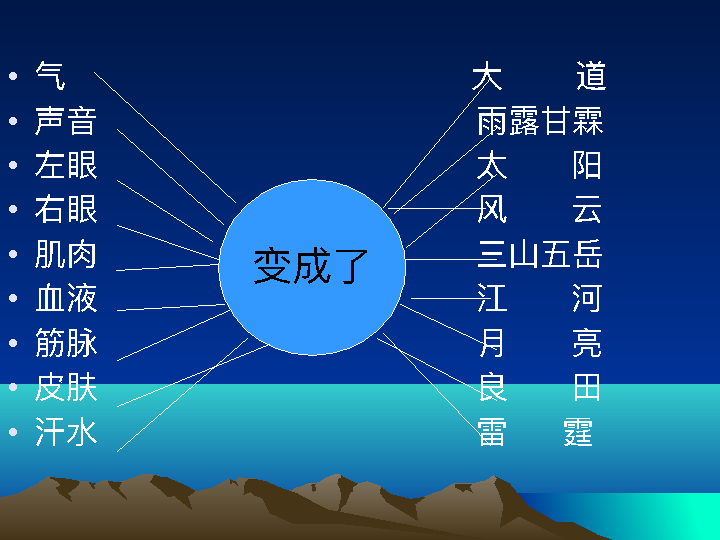 • 气
• 声音
• 左眼
• 右眼
• 肌肉
• 血液
• 筋脉
• 皮肤
• 汗水
变成了
大 道
雨露甘霖
太 阳
风 云
三山五岳
江 河
月 亮
良 田
雷 霆